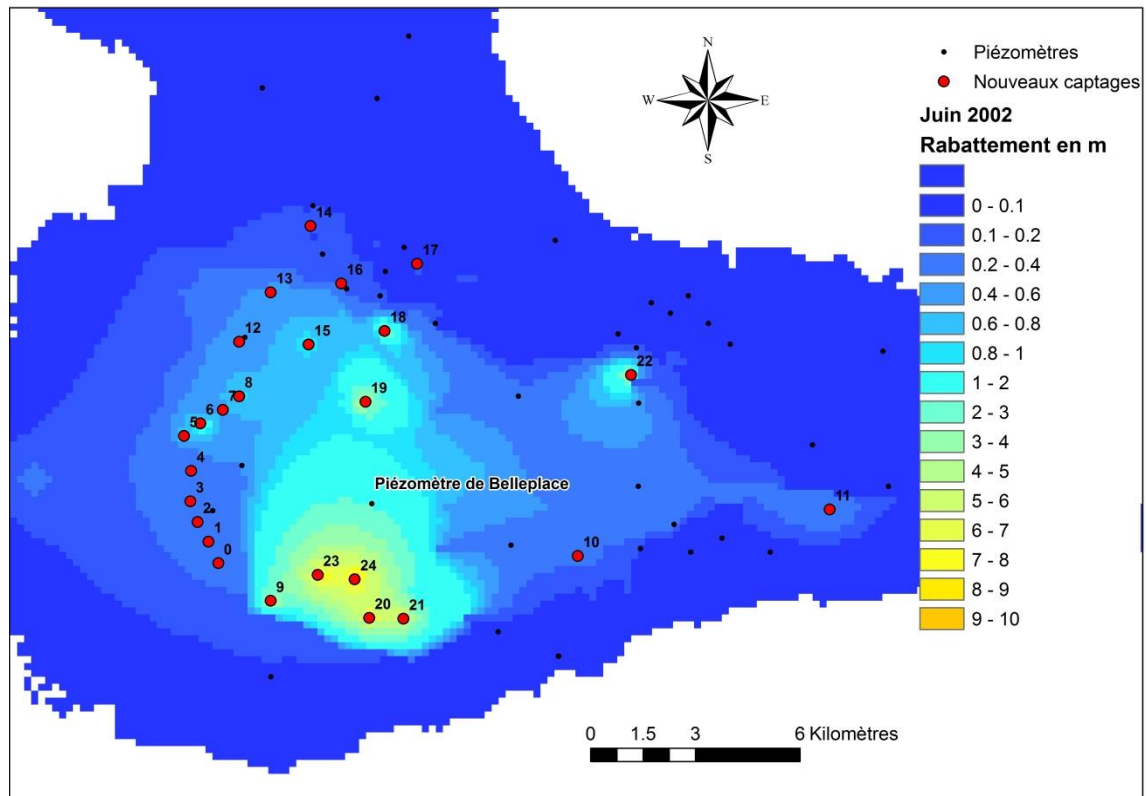 N
W E
S
Piézomètres
Nouveaux captages
Juin 2002
Rabattement en m
0 - 0.1
0.1 - 0.2
0.2 - 0.4
0.4 - 0.6
0.6 - 0.8
0.8 - 1
1 - 2
2 - 3
3 - 4
4 - 5
5 - 6
6 - 7
7 - 8
8 - 9
9 - 10
14
17
16
13
18
12
15
22
19
8
7
6
5
4
Piézomètre de Belleplace
3
11
2
1
10
0
23
24
9
20
21
0 1.5 3 6 Kilomètres